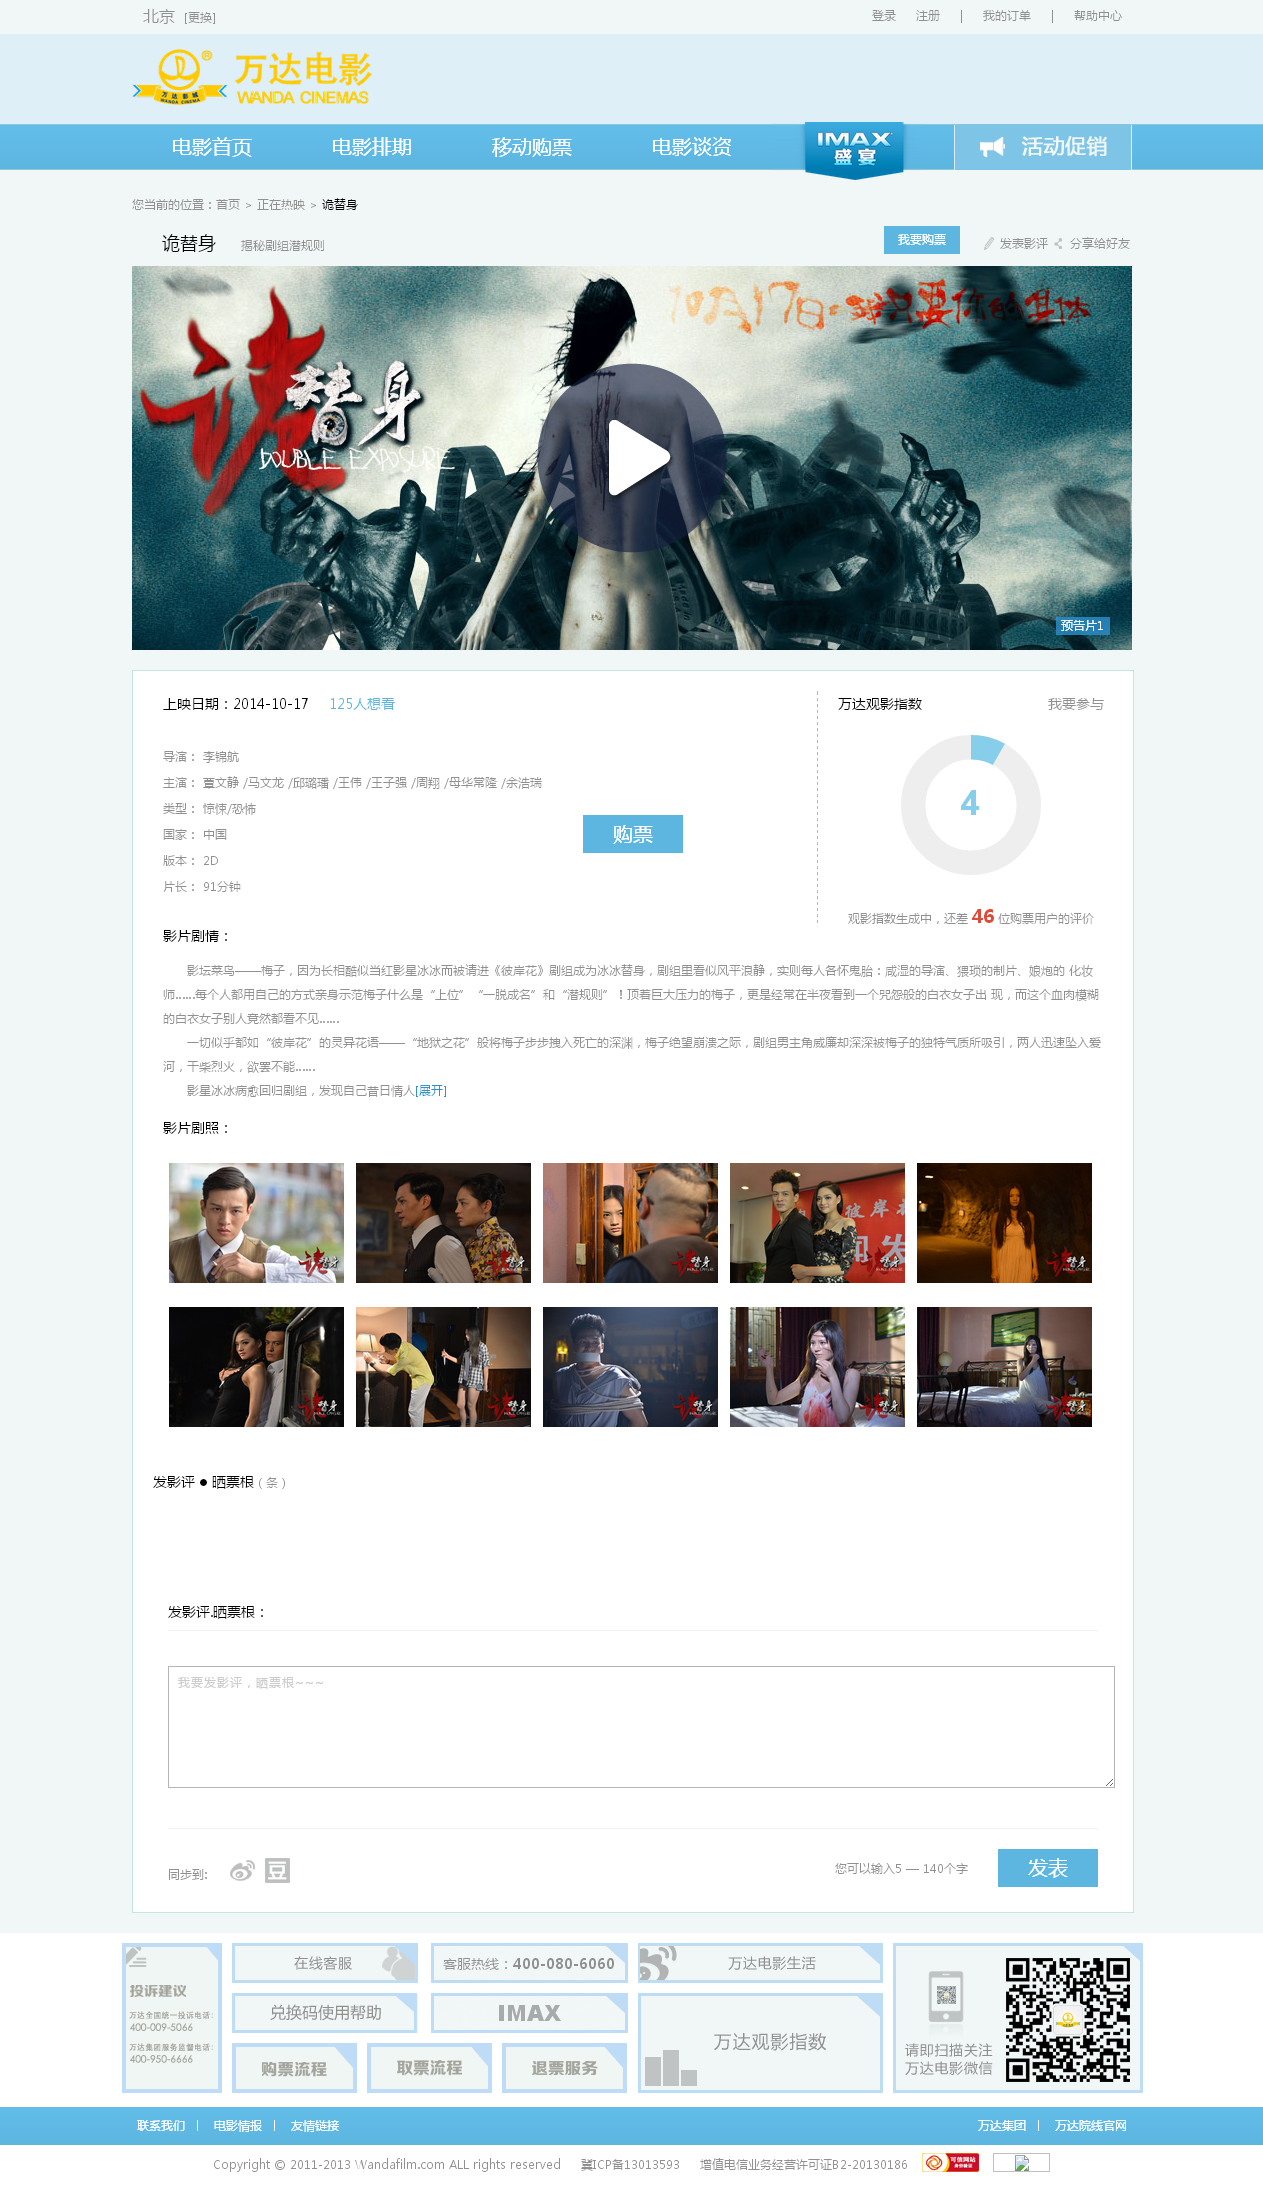 北京 [更换]
登录 注册 | 我的订单 | 帮助中心
万达电影
WANDA CINEMAS
万达影城
WANDA CINEMA
电影首页 电影排期 移动购票 电影谈资 IMAX 盛宴 活动促销
您当前的位置：首页 > 正在热映 > 诡替身
诡替身 揭秘剧组潜规则 我要购票 发表影评 分享给好友
10月17日·我只要你的身体
诡替身
DOUBLE EXPOSURE
预告片1
上映日期：2014-10-17 125人想看
万达观影指数 我要参与
导演： 李锦航
主演： 覃文静 /马文龙 /邱璐璠 /王伟 /王子强 /周翔 /母华常隆 /余浩瑞
类型： 惊悚/恐怖
国家： 中国
版本： 2D
片长： 91分钟
购票
4
观影指数生成中，还差 46 位购票用户的评价
影片剧情：
影坛菜鸟——梅子，因为长相酷似当红影星冰冰而被请进《彼岸花》剧组成为冰冰替身，剧组里看似风平浪静，实则每人各怀鬼胎：咸湿的导演、猥琐的制片、娘炮的 化妆
师……每个人都用自己的方式亲身示范梅子什么是“上位” “一脱成名”和“潜规则”！顶着巨大压力的梅子，更是经常在半夜看到一个咒怨般的白衣女子出 现，而这个血肉模糊
的白衣女子别人竟然都看不见……
一切似乎都如“彼岸花”的灵异花语——“地狱之花”般将梅子步步拽入死亡的深渊，梅子绝望崩溃之际，剧组男主角威廉却深深被梅子的独特气质所吸引，两人迅速坠入爱
河，干柴烈火，欲罢不能……
影星冰冰病愈回归剧组，发现自己昔日情人[展开]
影片剧照：
发影评 ● 晒票根（ 条 ）
发影评.晒票根：
我要发影评，晒票根~~~
同步到:
豆
您可以输入5 — 140个字 发表
投诉建议
万达全国统一投诉电话:
400-009-5066
万达集团服务监督电话:
400-950-6666
在线客服 客服热线：400-080-6060 万达电影生活
兑换码使用帮助 IMAX 万达观影指数
购票流程 取票流程 退票服务
请即扫描关注
万达电影微信
联系我们 | 电影情报 | 友情链接
万达集团 | 万达院线官网
Copyright © 2011-2013 Wandafilm.com ALL rights reserved 冀ICP备13013593 增值电信业务经营许可证B2-20130186
可信网站